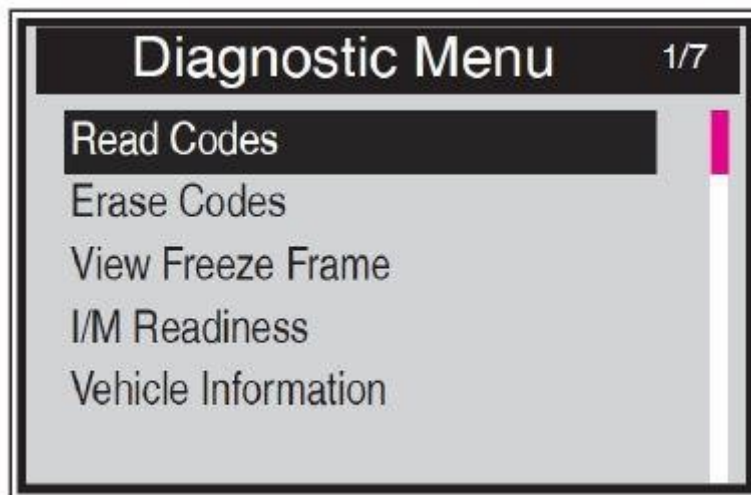 Diagnostic Menu 1/7
Read Codes
Erase Codes
View Freeze Frame
I/M Readiness
Vehicle Information